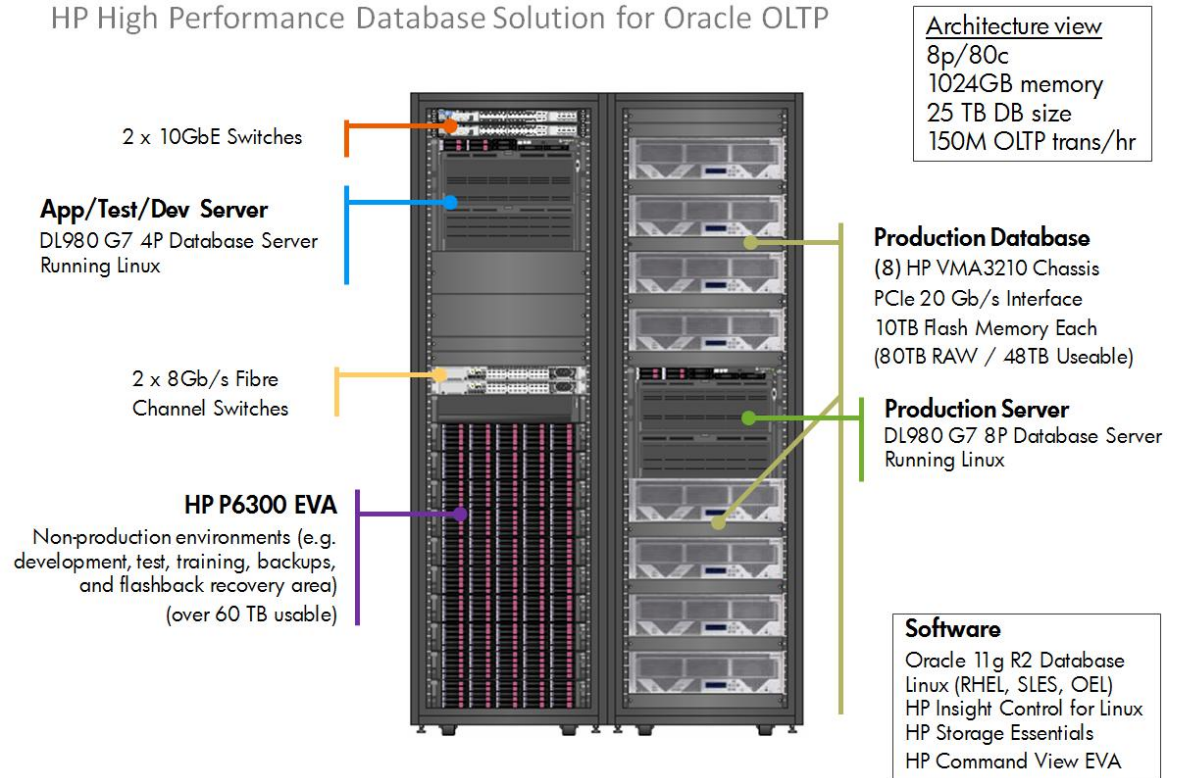 HP High Performance Database Solution for Oracle OLTP
Architecture view
8p/80c
1024GB memory
25 TB DB size
150M OLTP trans/hr
2 x 10GbE Switches
App/Test/Dev Server
DL980 G7 4P Database Server
Running Linux
2 x 8Gb/s Fibre
Channel Switches
HP P6300 EVA
Non-production environments (e.g.
development, test, training, backups,
and flashback recovery area)
(over 60 TB usable)
Production Database
(8) HP VMA3210 Chassis
PCIe 20 Gb/s Interface
10TB Flash Memory Each
(80TB RAW / 48TB Useable)
Production Server
DL980 G7 8P Database Server
Running Linux
Software
Oracle 11g R2 Database
Linux (RHEL, SLES, OEL)
HP Insight Control for Linux
HP Storage Essentials
HP Command View EVA